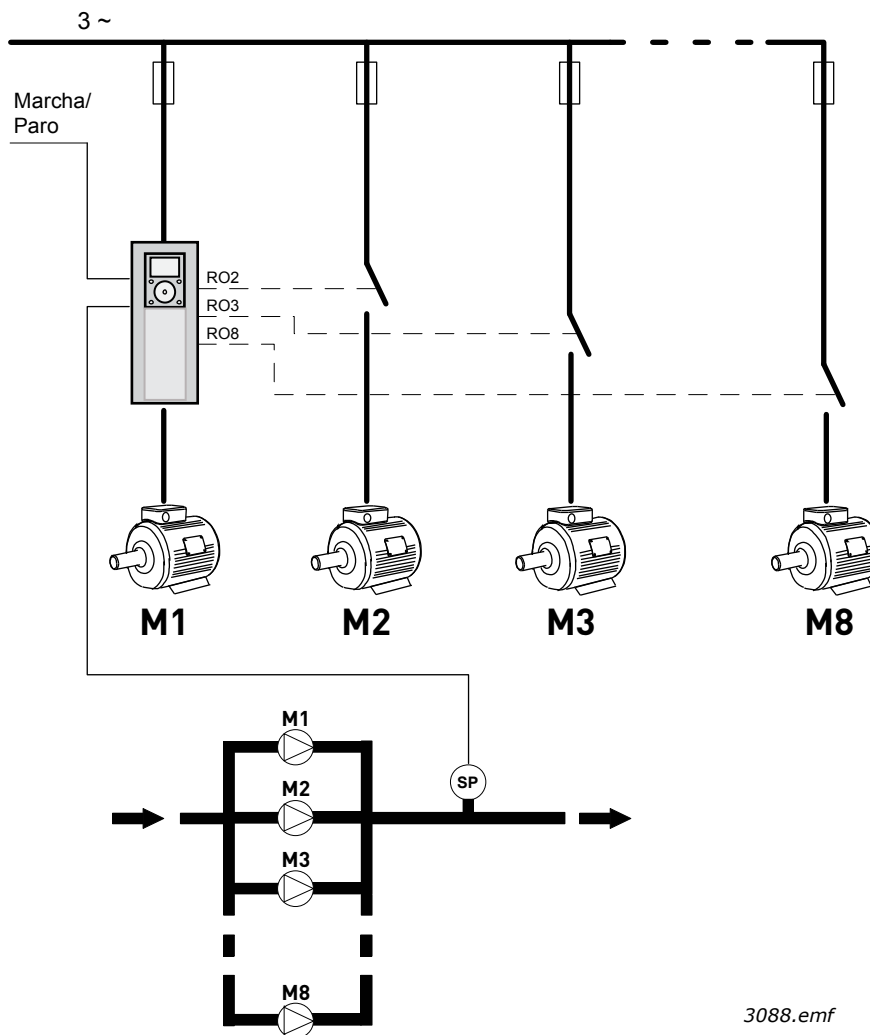 3 ~
Marcha/
Paro
RO2
RO3
RO8
M1 M2 M3 M8
M1
SP
M2
M3
M8
3088.emf